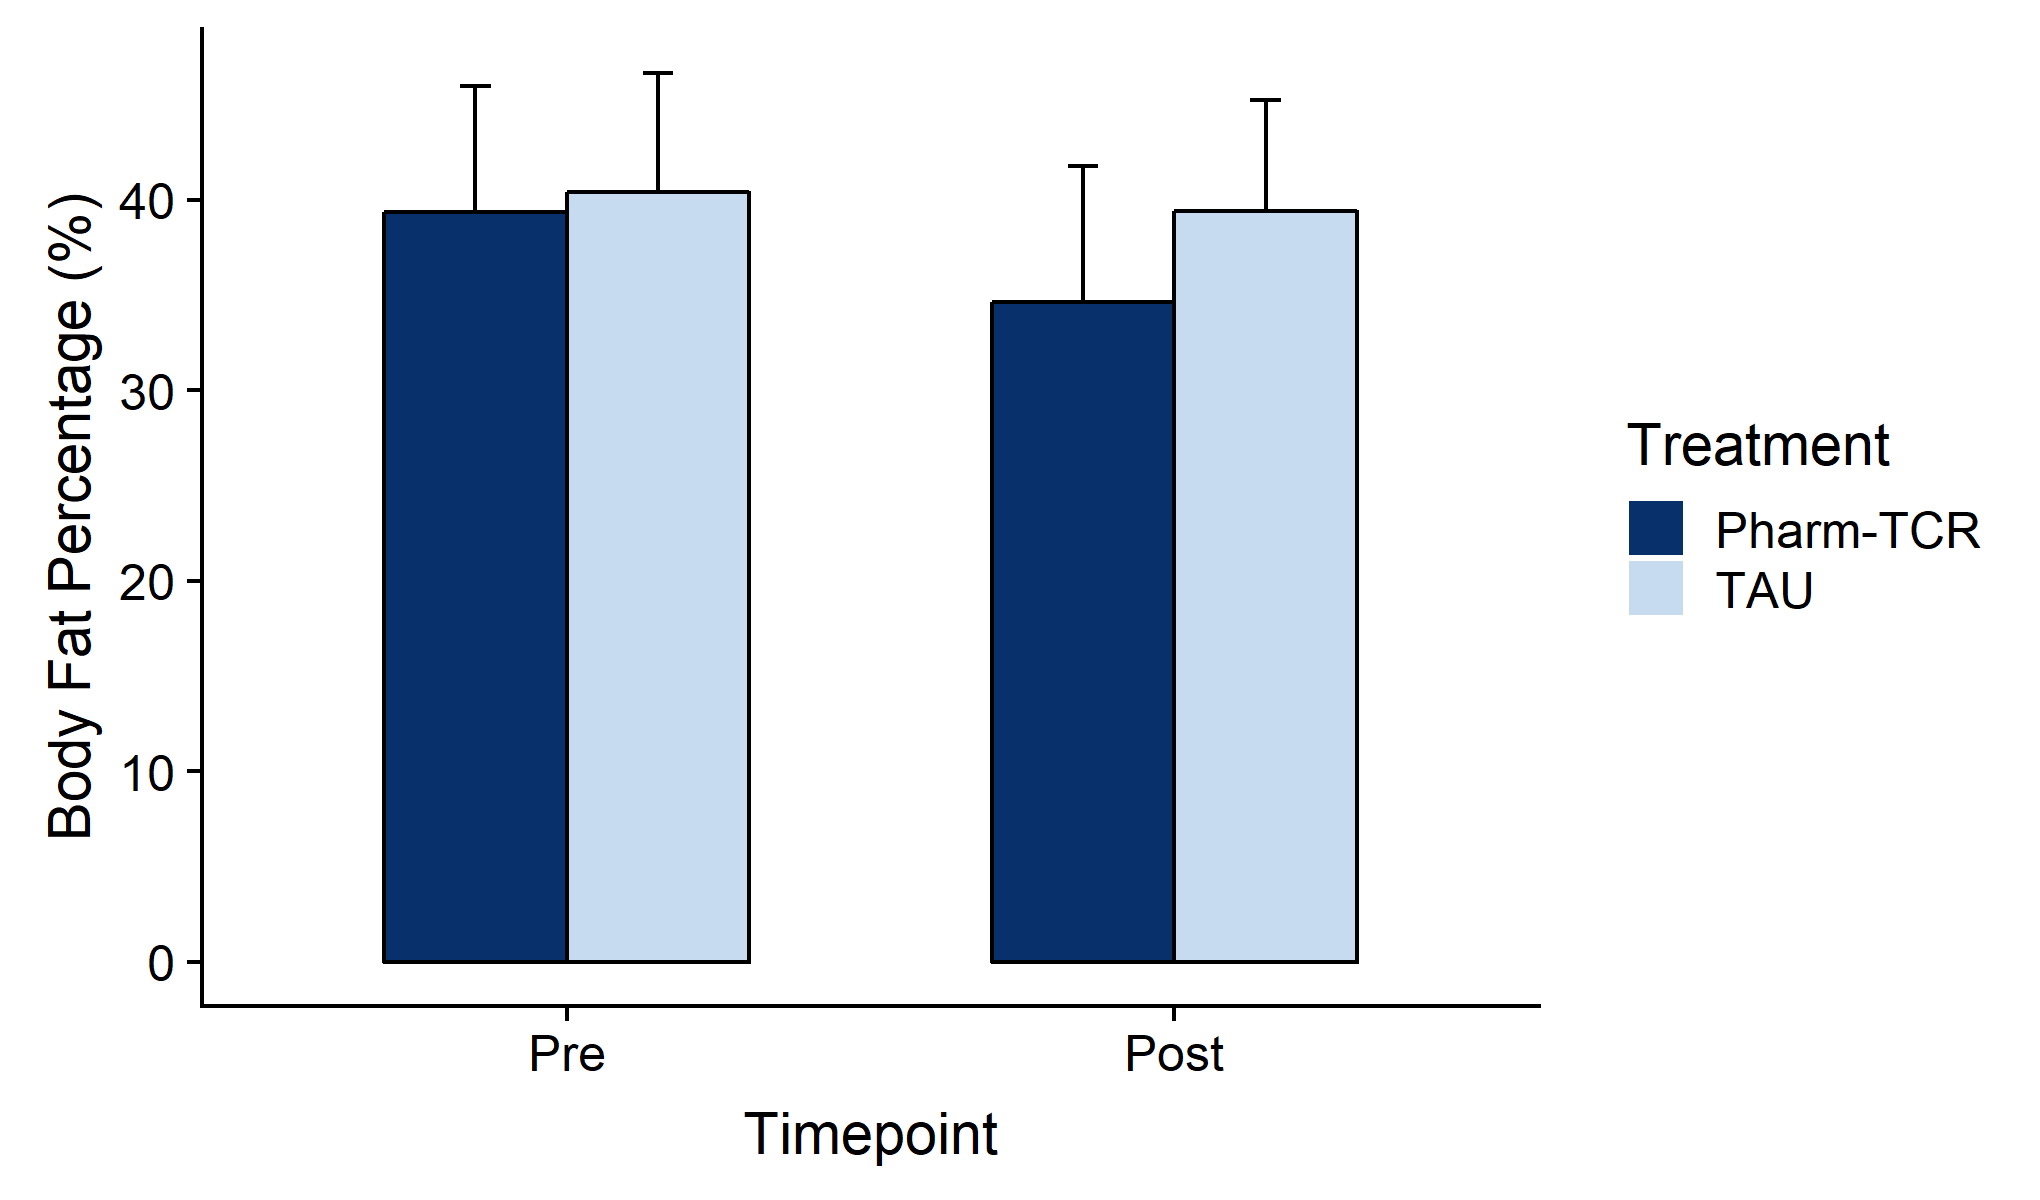 Body Fat Percentage (%)
40
30
20
10
0
Pre
Post
Timepoint
Treatment
Pharm-TCR
TAU